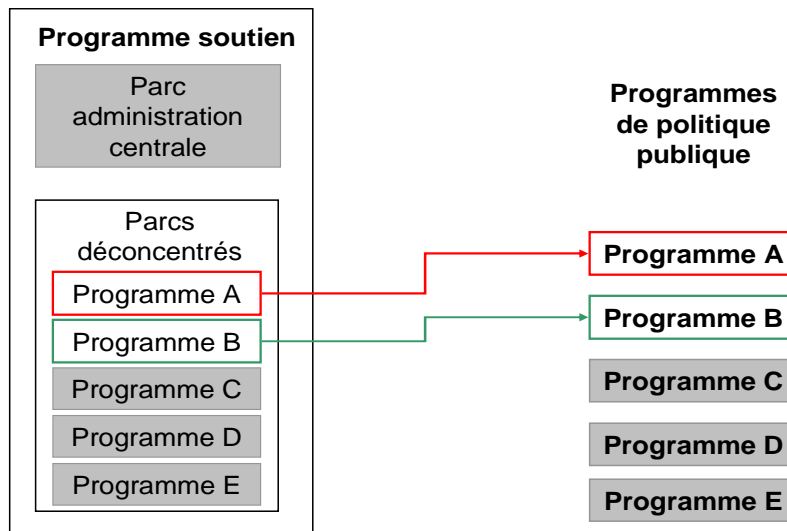 Programme soutien
Parc
administration
centrale
Parcs
déconcentrés
Programme A
Programme B
Programme C
Programme D
Programme E
Programmes
de politique
publique
Programme A
Programme B
Programme C
Programme D
Programme E